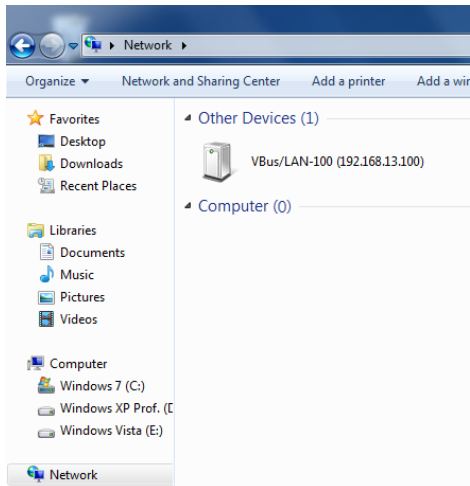 Network
Organize Network and Sharing Center Add a printer Add a wir
Favorites
Desktop
Downloads
Recent Places
Libraries
Documents
Music
Pictures
Videos
Computer
Windows 7 (C:)
Windows XP Prof. (D
Windows Vista (E:)
Network
Other Devices (1)
VBus/LAN-100 (192.168.13.100)
Computer (0)